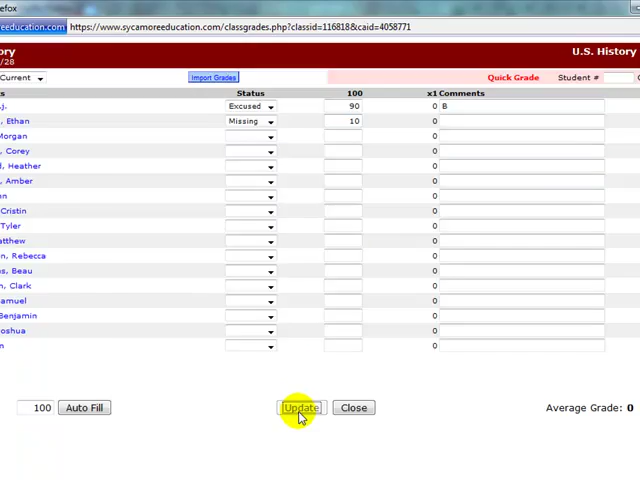 efox
reeeducation.com https://www.sycamoreeducation.com/classgrades.php?classid=116818&caid=4058771
ory U.S. History
/28
Current Import Grades Quick Grade Student # C
s Status 100 x1 Comments
.j. Excused 90 0 B
, Ethan Missing 10 0
Morgan 0
, Corey 0
d, Heather 0
, Amber 0
nn 0
Cristin 0
Tyler 0
atthew 0
n, Rebecca 0
s, Beau 0
n, Clark 0
amuel 0
Benjamin 0
oshua 0
n 0
100 Auto Fill Update Close Average Grade: 0